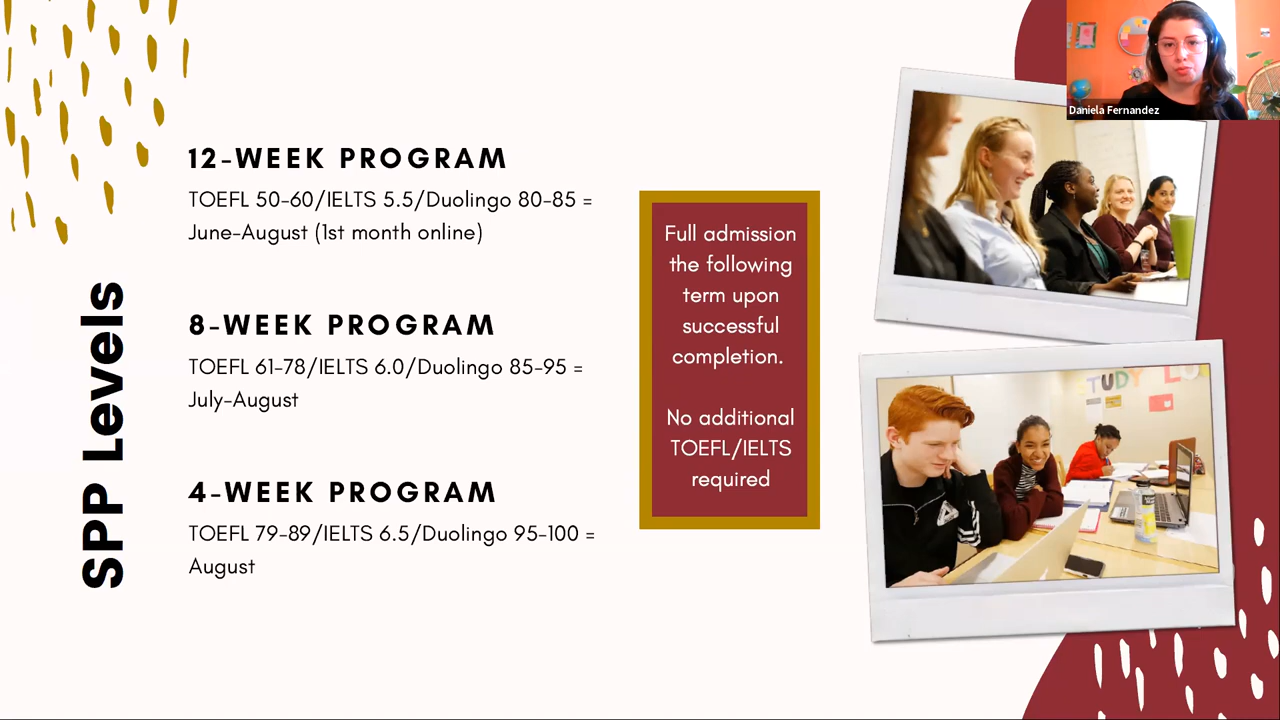 SPP Levels
12-WEEK PROGRAM
TOEFL 50-60/IELTS 5.5/Duolingo 80-85 =
June-August (1st month online)
8-WEEK PROGRAM
TOEFL 61-78/IELTS 6.0/Duolingo 85-95 =
July-August
4-WEEK PROGRAM
TOEFL 79-89/IELTS 6.5/Duolingo 95-100 =
August
Full admission
the following
term upon
successful
completion.
No additional
TOEFL/IELTS
required
Daniela Fernandez
STUDY